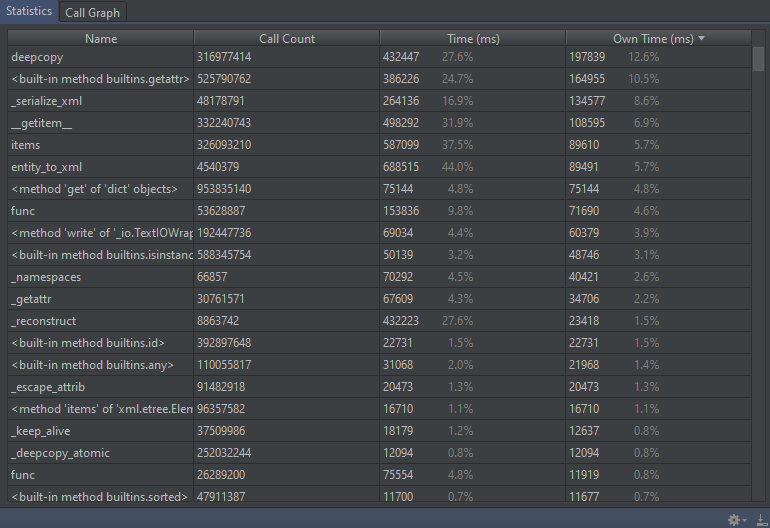 Statistics Call Graph
Name Call Count Time (ms) Own Time (ms)
deepcopy 316977414 432447 27.6% 197839 12.6%
<built-in method builtins.getattr> 525790762 386226 24.7% 164955 10.5%
_serialize_xml 48178791 264136 16.9% 134577 8.6%
__getitem__ 332240743 498292 31.9% 108595 6.9%
items 326093210 587099 37.5% 89610 5.7%
entity_to_xml 4540379 688515 44.0% 89491 5.7%
<method 'get' of 'dict' objects> 953835140 75144 4.8% 75144 4.8%
func 53628887 153836 9.8% 71690 4.6%
<method 'write' of '_io.TextIOWrap 192447736 69034 4.4% 60379 3.9%
<built-in method builtins.isinstanc 588345754 50139 3.2% 48746 3.1%
_namespaces 66857 70292 4.5% 40421 2.6%
_getattr 30761571 67609 4.3% 34706 2.2%
_reconstruct 8863742 432223 27.6% 23418 1.5%
<built-in method builtins.id> 392897648 22731 1.5% 22731 1.5%
<built-in method builtins.any> 110055817 31068 2.0% 21968 1.4%
_escape_attrib 91482918 20473 1.3% 20473 1.3%
<method 'items' of 'xml.etree.Elem 96357582 16710 1.1% 16710 1.1%
_keep_alive 37509986 18179 1.2% 12637 0.8%
_deepcopy_atomic 252032244 12094 0.8% 12094 0.8%
func 26289200 75554 4.8% 11919 0.8%
<built-in method builtins.sorted> 47911387 11700 0.7% 11677 0.7%